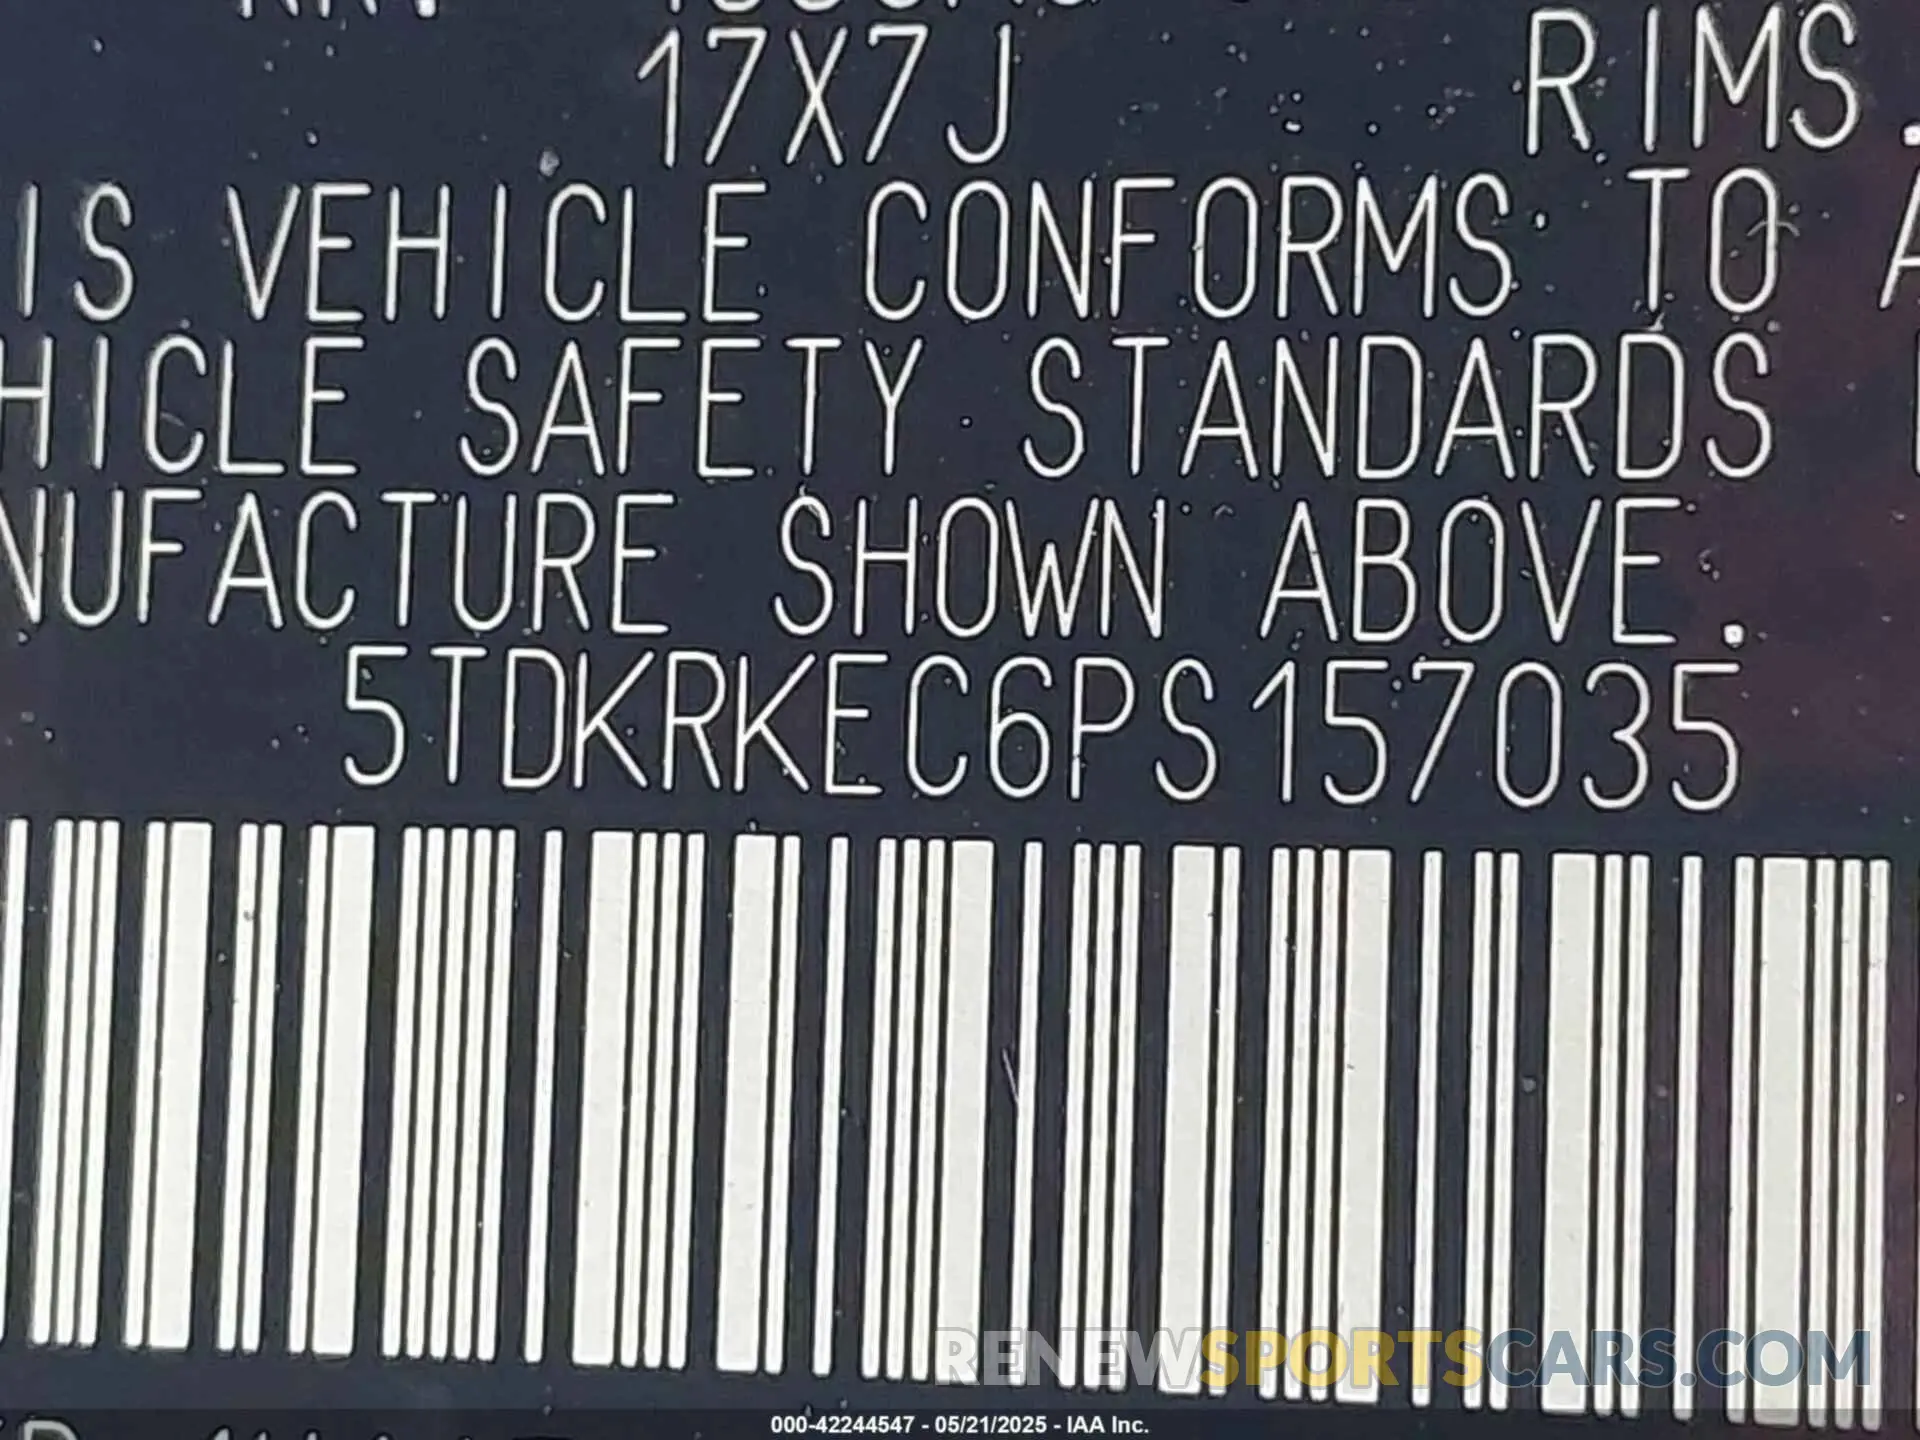 17X7J RIMS.
IS VEHICLE CONFORMS TO A
HICLE SAFETY STANDARDS
NUFACTURE SHOWN ABOVE.
5TDKRKEC6PS157035
RENEWSPORTSCARS.COM
000-42244547 - 05/21/2025 - IAA Inc.